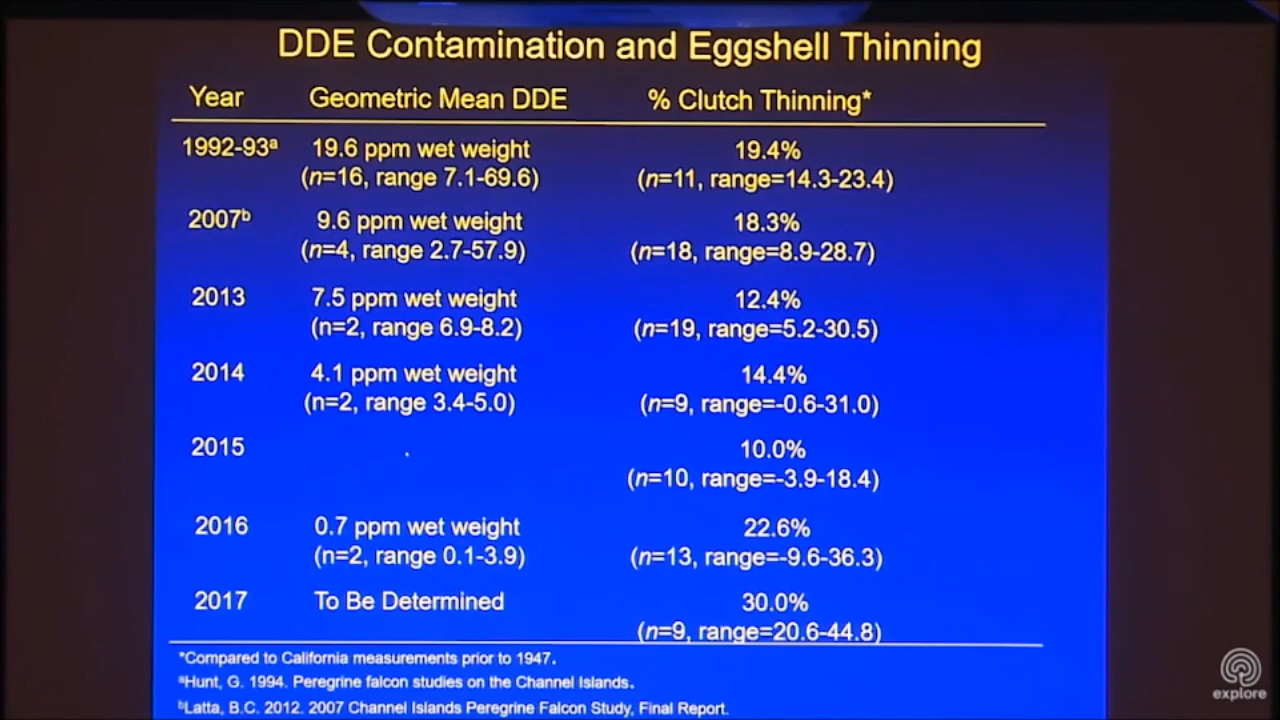 DDE Contamination and Eggshell Thinning
Year Geometric Mean DDE % Clutch Thinning*
1992-93ª 19.6 ppm wet weight 19.4%
(n=16, range 7.1-69.6) (n=11, range=14.3-23.4)
2007ᵇ 9.6 ppm wet weight 18.3%
(n=4, range 2.7-57.9) (n=18, range=8.9-28.7)
2013 7.5 ppm wet weight 12.4%
(n=2, range 6.9-8.2) (n=19, range=5.2-30.5)
2014 4.1 ppm wet weight 14.4%
(n=2, range 3.4-5.0) (n=9, range=-0.6-31.0)
2015 . 10.0%
(n=10, range=-3.9-18.4)
2016 0.7 ppm wet weight 22.6%
(n=2, range 0.1-3.9) (n=13, range=-9.6-36.3)
2017 To Be Determined 30.0%
(n=9, range=20.6-44.8)
*Compared to California measurements prior to 1947.
ªHunt, G. 1994. Peregrine falcon studies on the Channel Islands.
ᵇLatta, B.C. 2012. 2007 Channel Islands Peregrine Falcon Study, Final Report.
explore